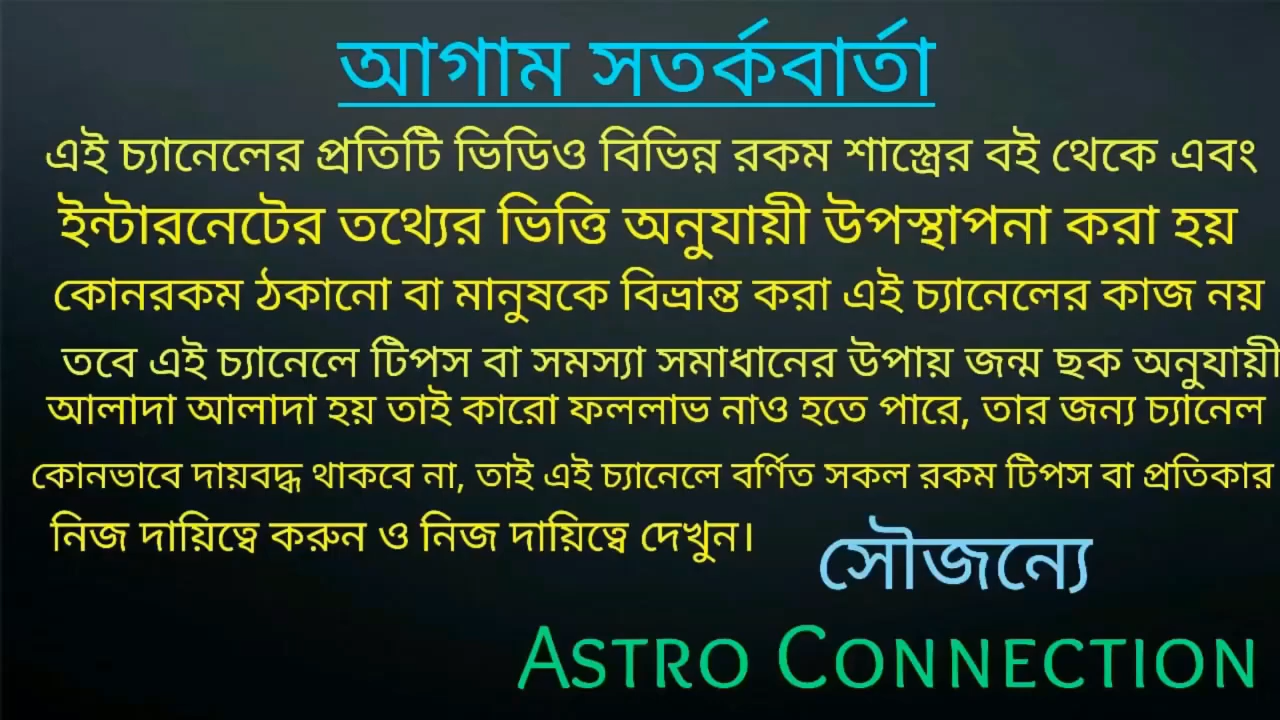 আগাম সতর্কবার্তা
এই চ্যানেলের প্রতিটি ভিডিও বিভিন্ন রকম শাস্ত্রের বই থেকে এবং
ইন্টারনেটের তথ্যের ভিত্তি অনুযায়ী উপস্থাপনা করা হয়
কোনরকম ঠকানো বা মানুষকে বিভ্রান্ত করা এই চ্যানেলের কাজ নয়
তবে এই চ্যানেলে টিপস বা সমস্যা সমাধানের উপায় জন্ম ছক অনুযায়ী
আলাদা আলাদা হয় তাই কারো ফললাভ নাও হতে পারে, তার জন্য চ্যানেল
কোনভাবে দায়বদ্ধ থাকবে না, তাই এই চ্যানেলে বর্ণিত সকল রকম টিপস বা প্রতিকার
নিজ দায়িত্বে করুন ও নিজ দায়িত্বে দেখুন।
সৌজন্যে
ASTRO CONNECTION